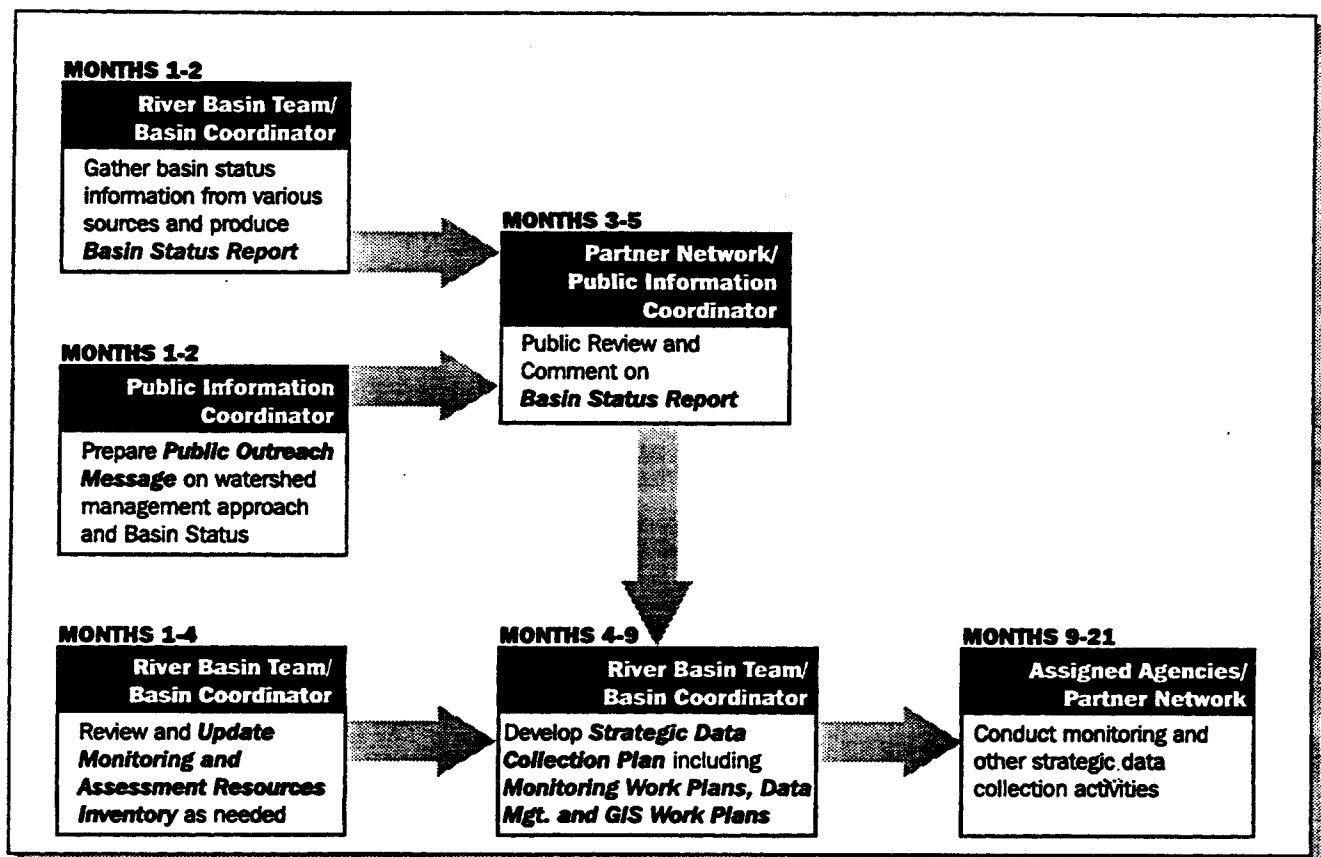 MONTHS 1-2
River Basin Team/
Basin Coordinator
Gather basin status
information from various
sources and produce
Basin Status Report
MONTHS 3-5
Partner Network/
Public Information
Coordinator
Public Review and
Comment on
Basin Status Report
MONTHS 1-2
Public Information
Coordinator
Prepare Public Outreach
Message on watershed
management approach
and Basin Status
MONTHS 1-4
River Basin Team/
Basin Coordinator
Review and Update
Monitoring and
Assessment Resources
Inventory as needed
MONTHS 4-9
River Basin Team/
Basin Coordinator
Develop Strategic Data
Collection Plan including
Monitoring Work Plans, Data
Mgt. and GIS Work Plans
MONTHS 9-21
Assigned Agencies/
Partner Network
Conduct monitoring and
other strategic data
collection activities